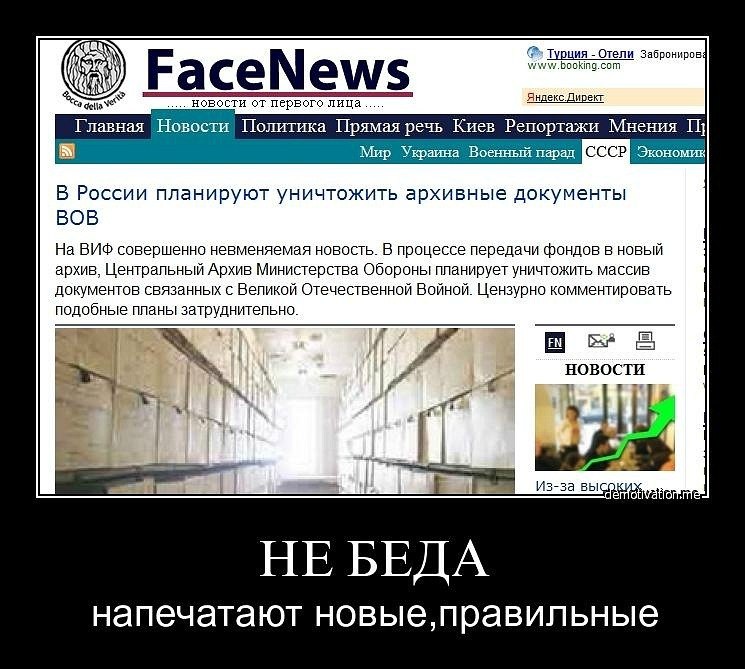 Bocca della Verità
FaceNews
..... новости от первого лица .....
Турция - Отели Забронирова
www.booking.com
Яндекс.Директ
Главная Новости Политика Прямая речь Киев Репортажи Мнения Пр
Мир Украина Военный парад СССР Экономик
В России планируют уничтожить архивные документы
ВОВ
На ВИФ совершенно невменяемая новость. В процессе передачи фондов в новый
архив, Центральный Архив Министерства Обороны планирует уничтожить массив
документов связанных с Великой Отечественной Войной. Цензурно комментировать
подобные планы затруднительно.
FN
НОВОСТИ
Из-за высоких
demotivation.me
НЕ БЕДА
напечатают новые,правильные